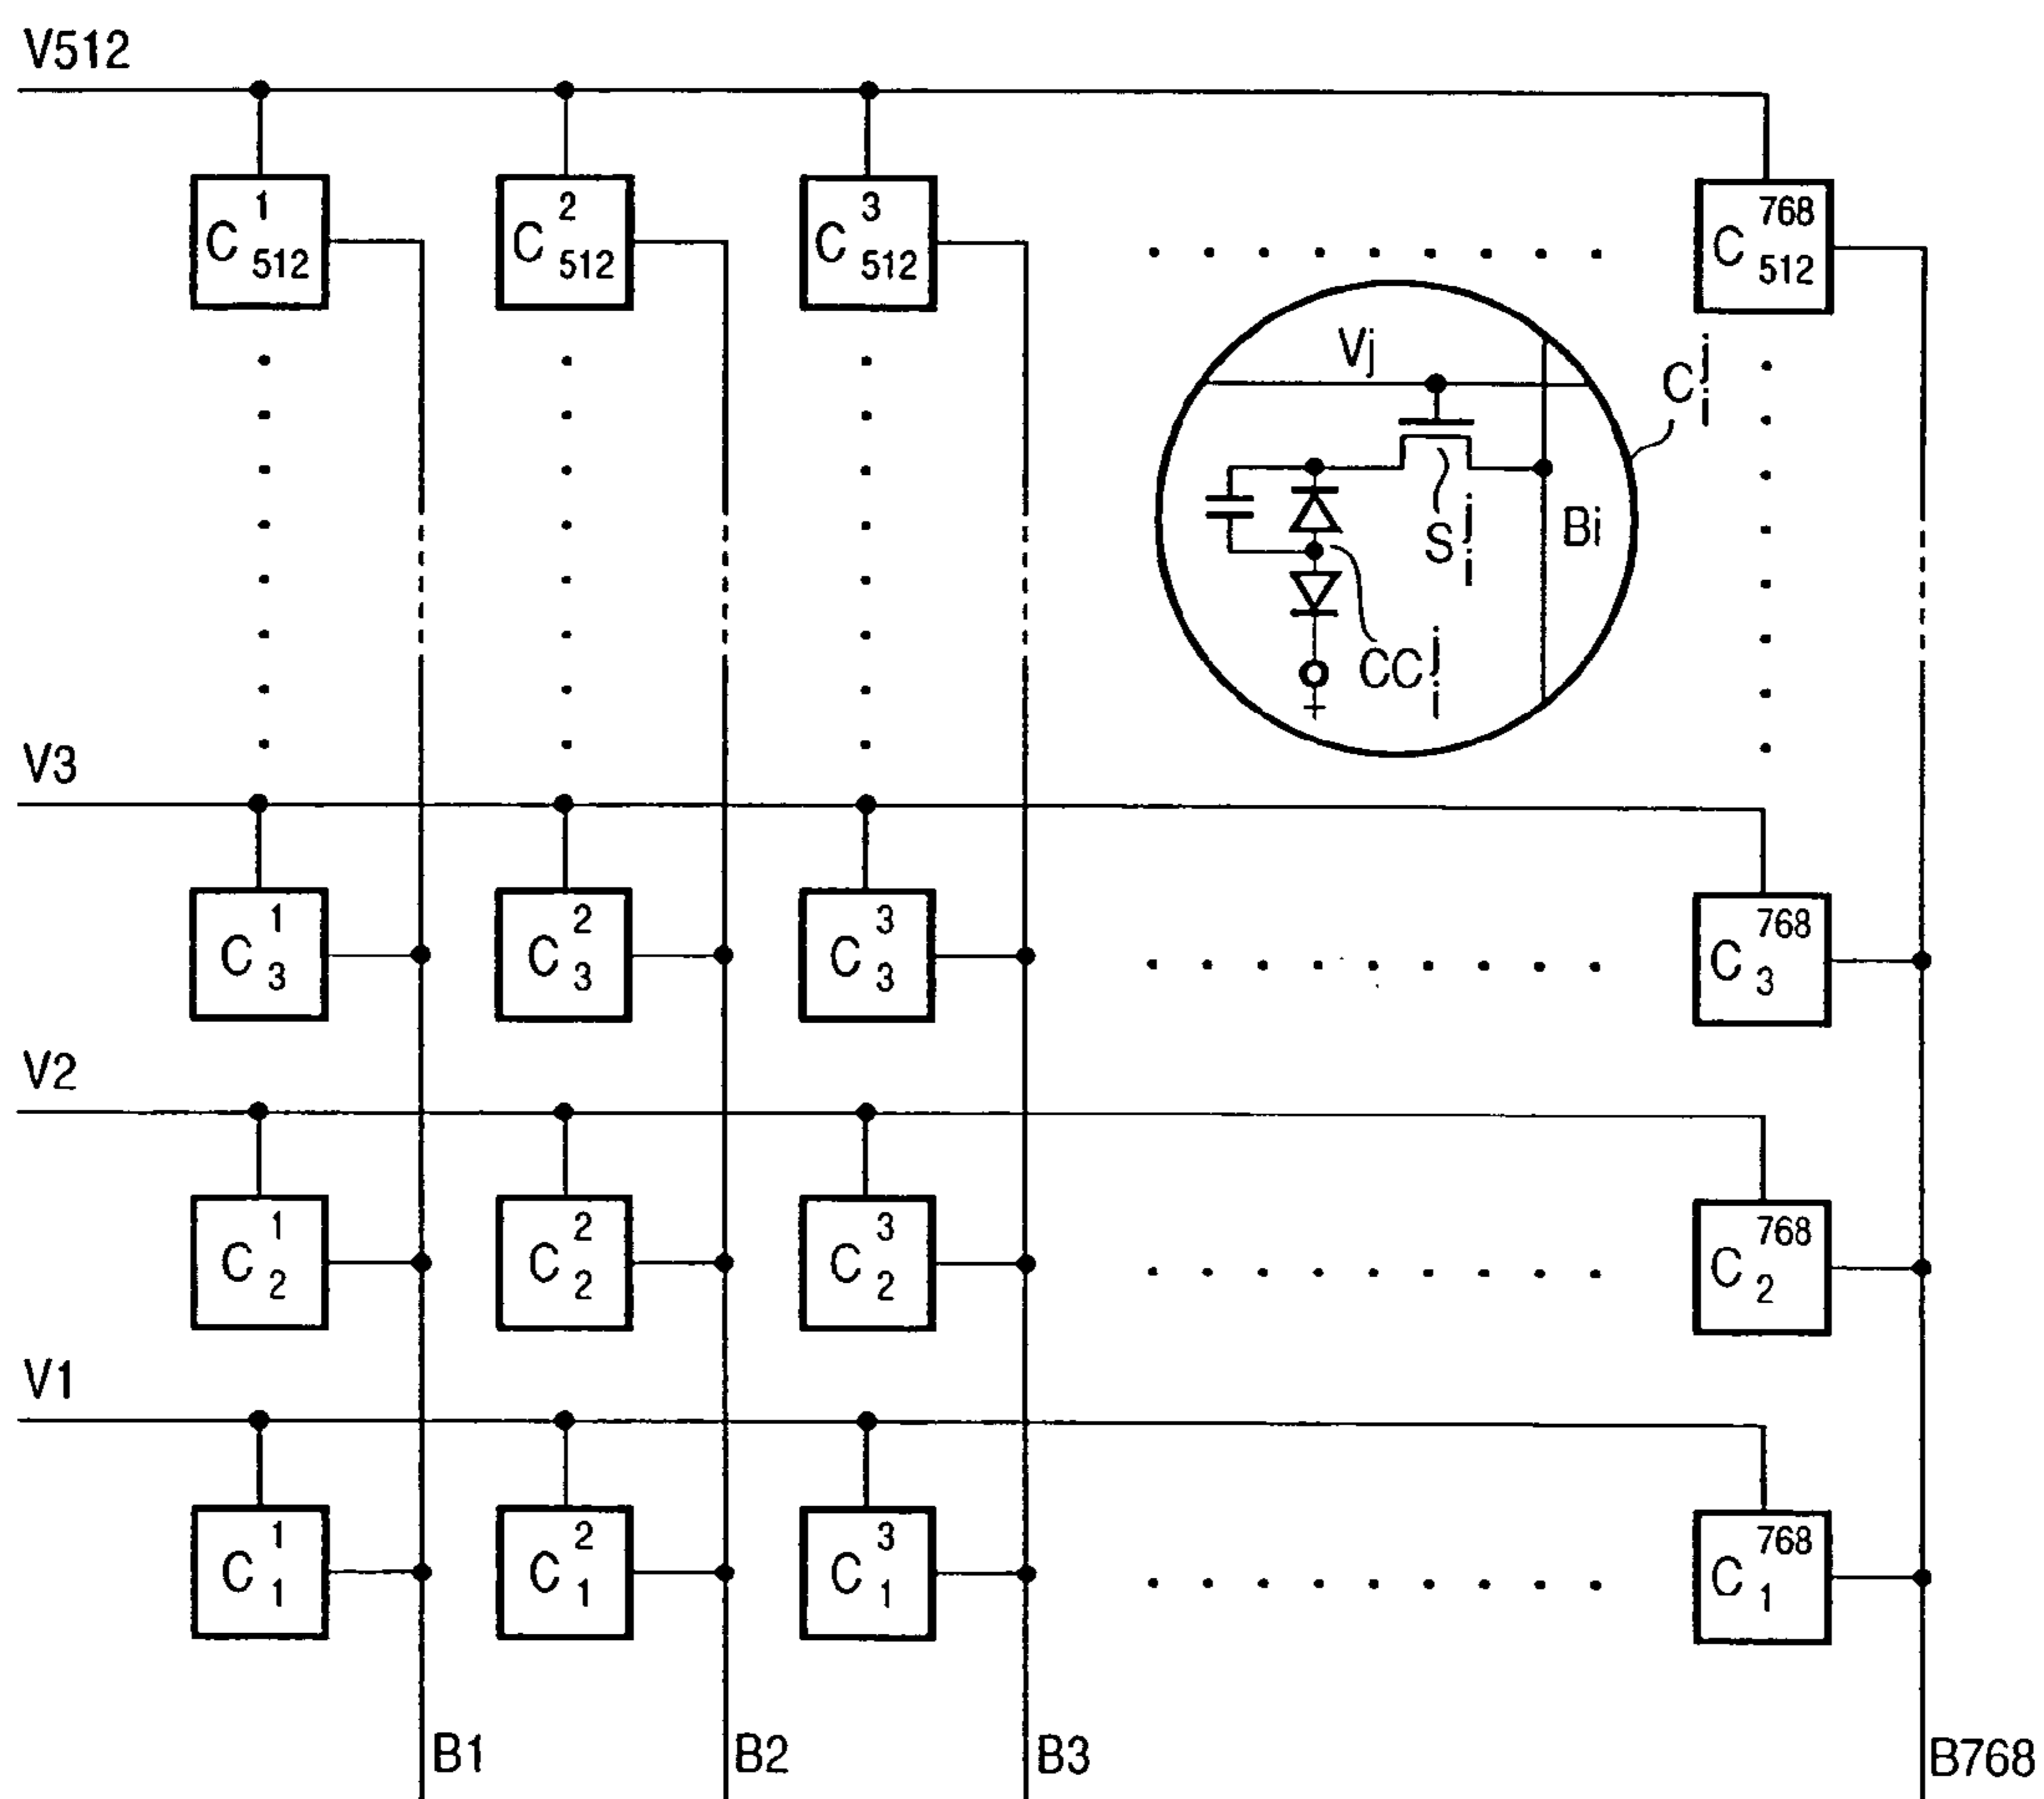 V512
C 1 512
C 2 512
C 3 512
C 768 512
Vj
C j i
S j i
Bi
CC j i
+
V3
C 1 3
C 2 3
C 3 3
C 768 3
V2
C 1 2
C 2 2
C 3 2
C 768 2
V1
C 1 1
C 2 1
C 3 1
C 768 1
B1
B2
B3
B768